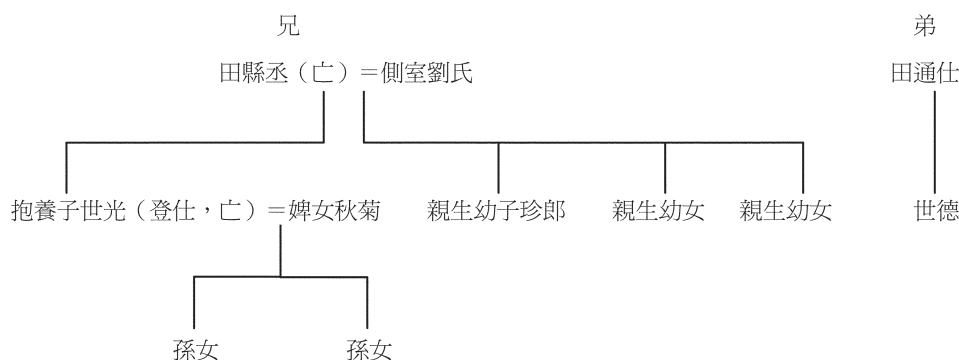 兄 弟
田縣丞（亡）＝側室劉氏 田通仕
抱養子世光（登仕，亡）＝婢女秋菊 親生幼子珍郎 親生幼女 親生幼女 世德
孫女 孫女